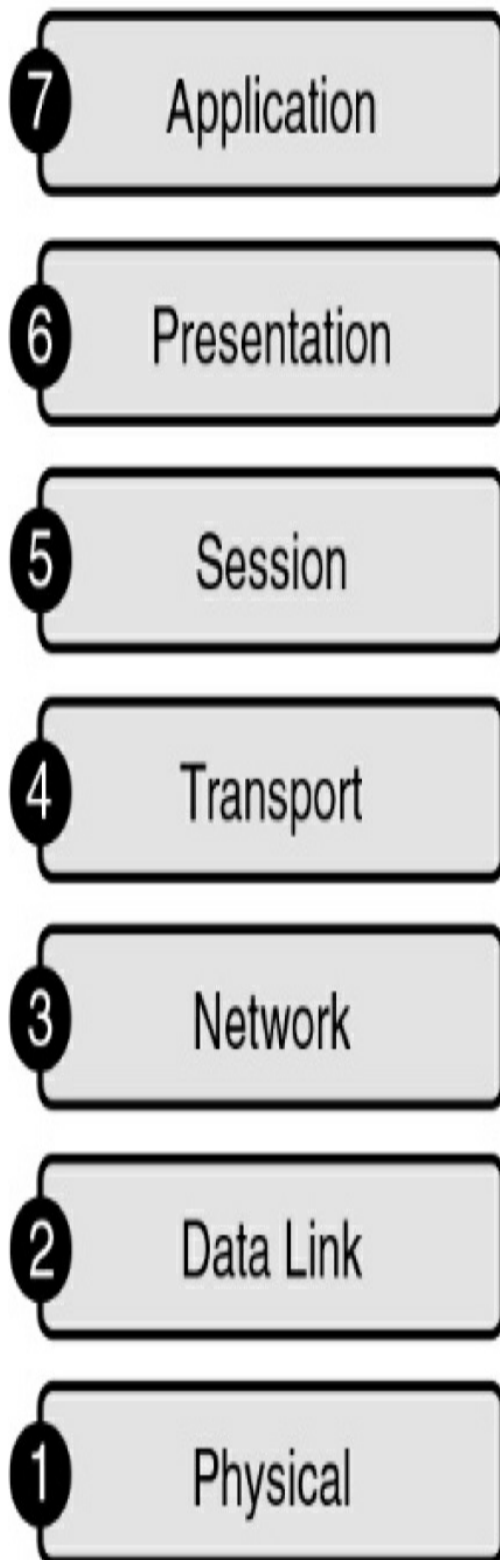 7 Application
6 Presentation
5 Session
4 Transport
3 Network
2 Data Link
1 Physical